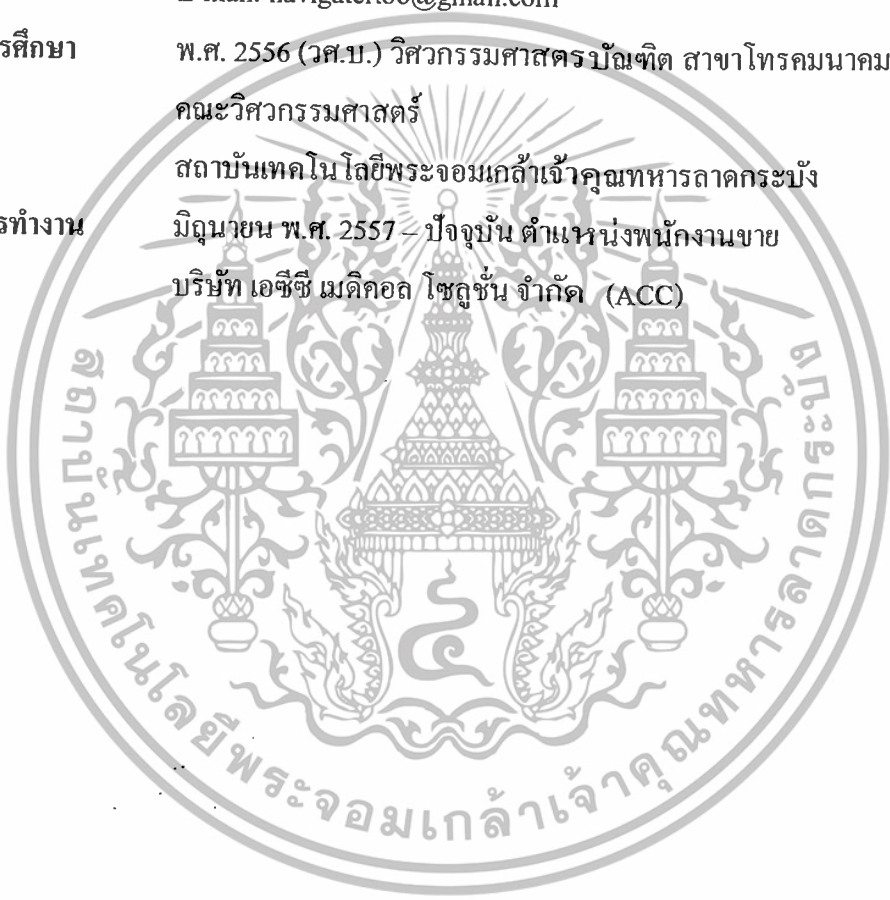 รศึกษา พ.ศ. 2556 (วศ.บ.) วิศวกรรมศาสตรบัณฑิต สาขาโทรคมนาคม
คณะวิศวกรรมศาสตร์
สถาบันเทคโนโลยีพระจอมเกล้าเจ้าคุณทหารลาดกระบัง
รทำงาน มิถุนายน พ.ศ. 2557 – ปัจจุบัน ตำแหน่งพนักงานขาย
บริษัท เอซีซี เมดิคอล โซลูชั่น จำกัด (ACC)
สถาบันเทคโนโลยีพระจอมเกล้าเจ้าคุณทหารลาดกระบัง
๔